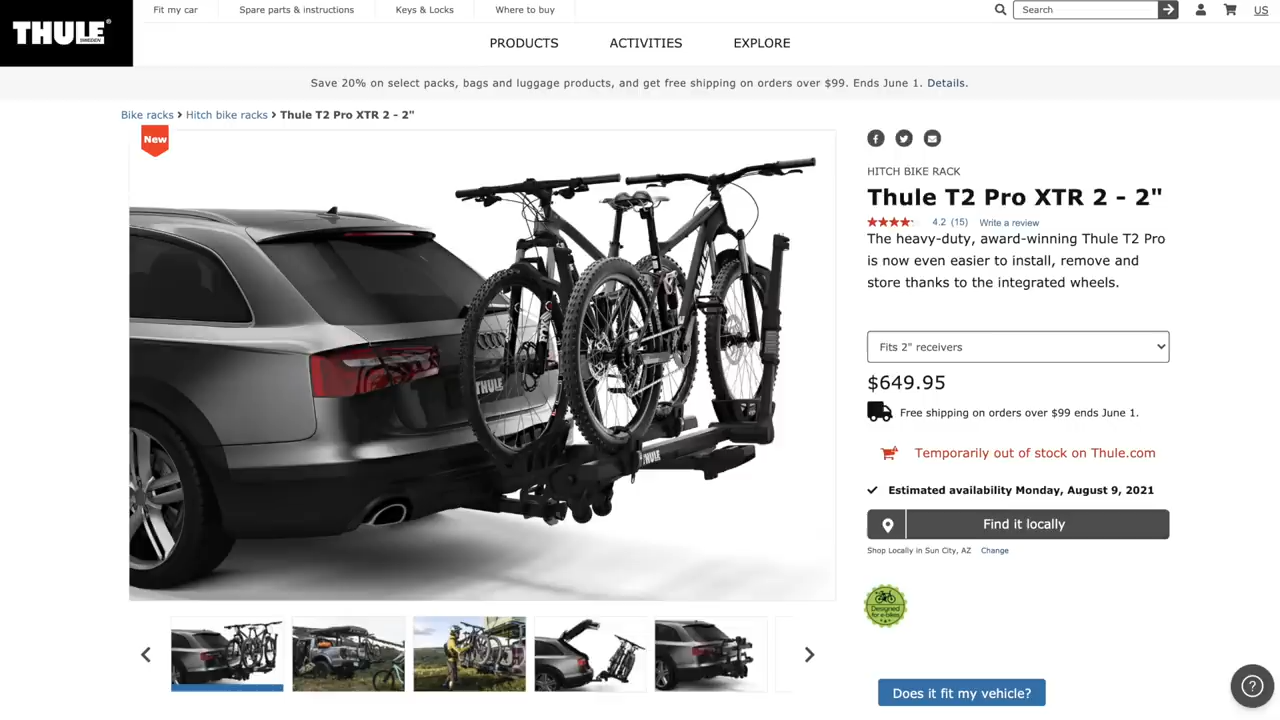 THULE
SWEDEN
Fit my car
Spare parts & instructions
Keys & Locks
Where to buy
Search
US
PRODUCTS
ACTIVITIES
EXPLORE
Save 20% on select packs, bags and luggage products, and get free shipping on orders over $99. Ends June 1. Details.
Bike racks > Hitch bike racks > Thule T2 Pro XTR 2 - 2"
New
THULE
THULE
HITCH BIKE RACK
Thule T2 Pro XTR 2 - 2"
4.2 (15) Write a review
The heavy-duty, award-winning Thule T2 Pro
is now even easier to install, remove and
store thanks to the integrated wheels.
Fits 2" receivers
$649.95
Free shipping on orders over $99 ends June 1.
Temporarily out of stock on Thule.com
Estimated availability Monday, August 9, 2021
Find it locally
Shop Locally in Sun City, AZ Change
Designed
for e-bikes
Does it fit my vehicle?